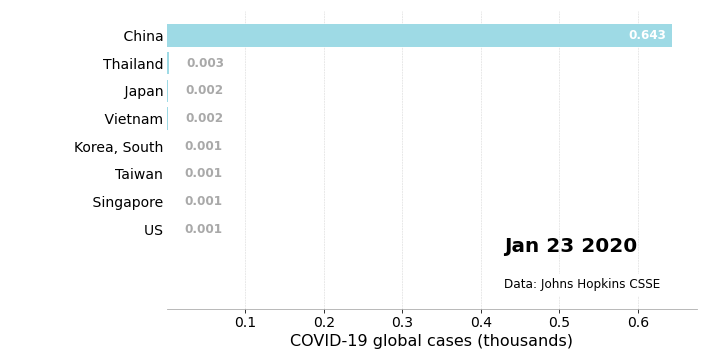 China 0.643
Thailand 0.003
Japan 0.002
Vietnam 0.002
Korea, South 0.001
Taiwan 0.001
Singapore 0.001
US 0.001
Jan 23 2020
Data: Johns Hopkins CSSE
0.1 0.2 0.3 0.4 0.5 0.6
COVID-19 global cases (thousands)